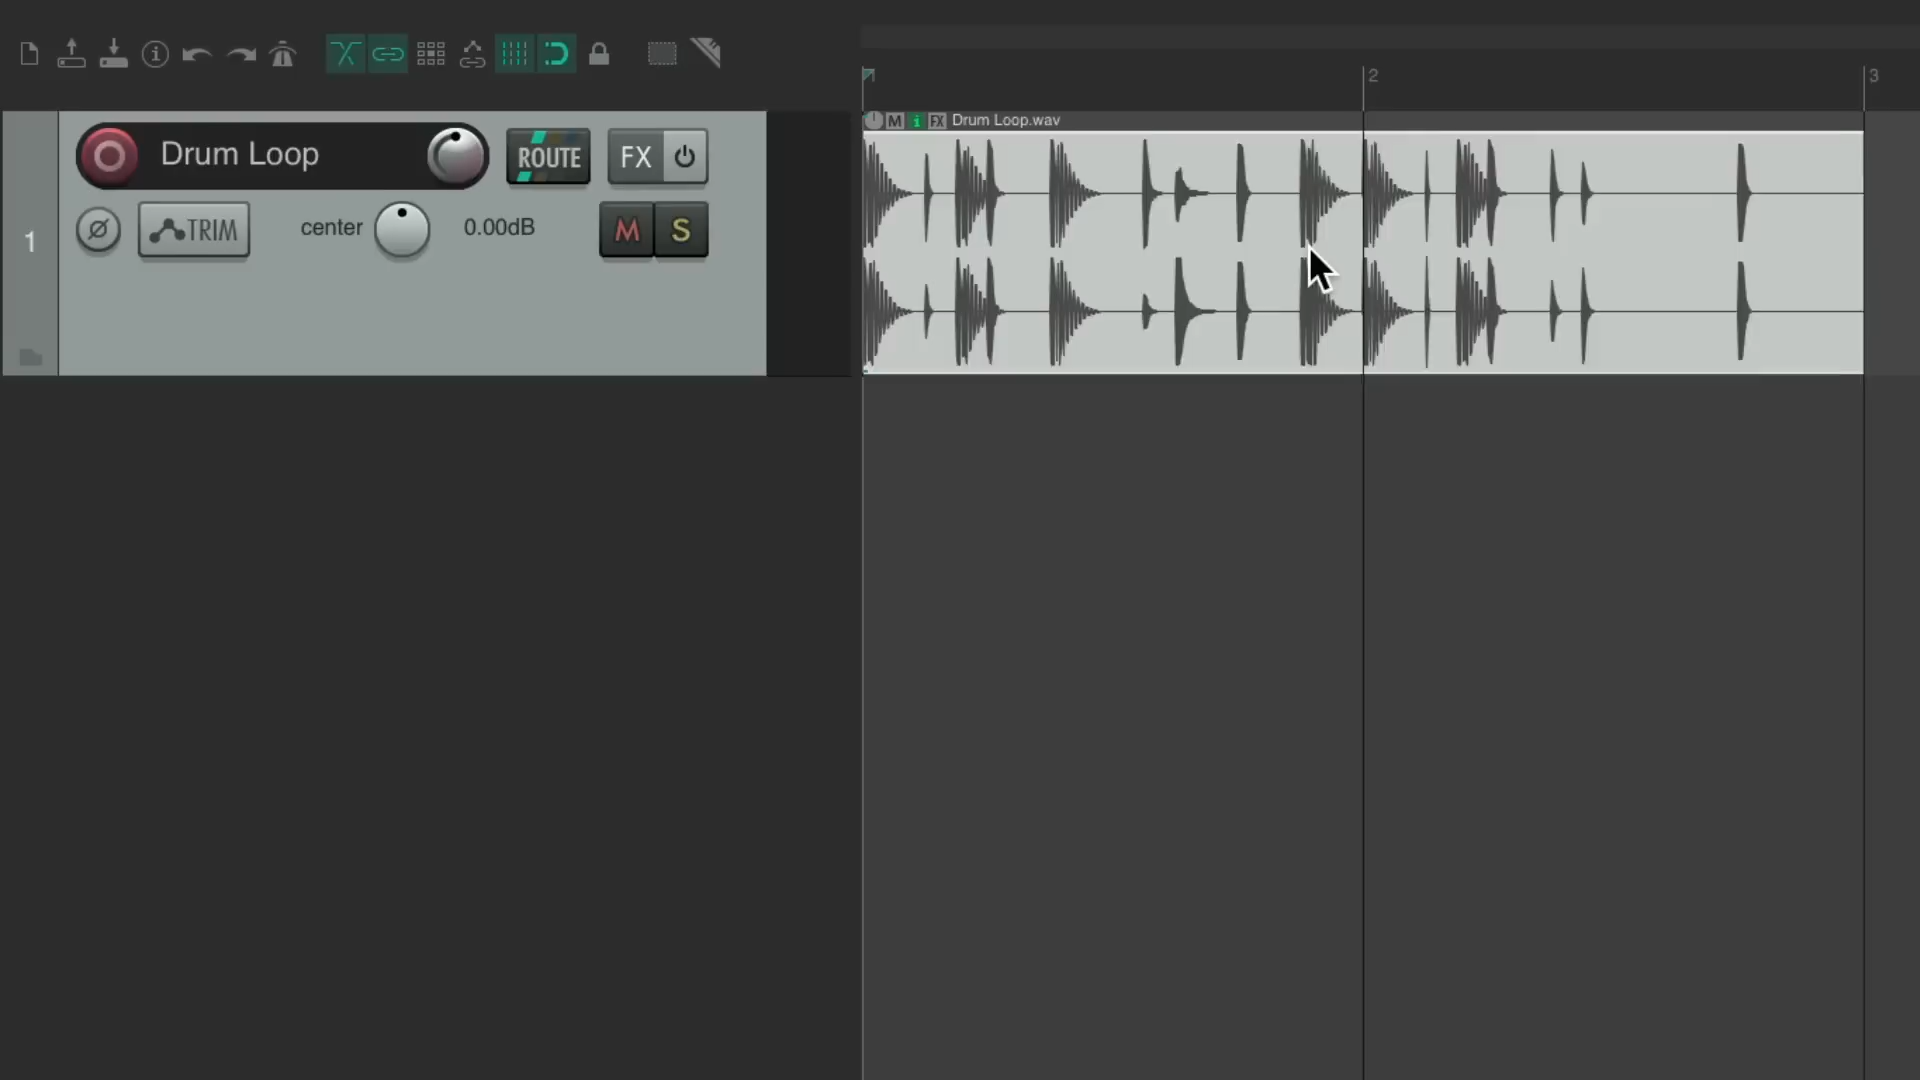 2
3
M i FX Drum Loop.wav
Drum Loop
ROUTE
FX
1
TRIM
center
0.00dB
M
S